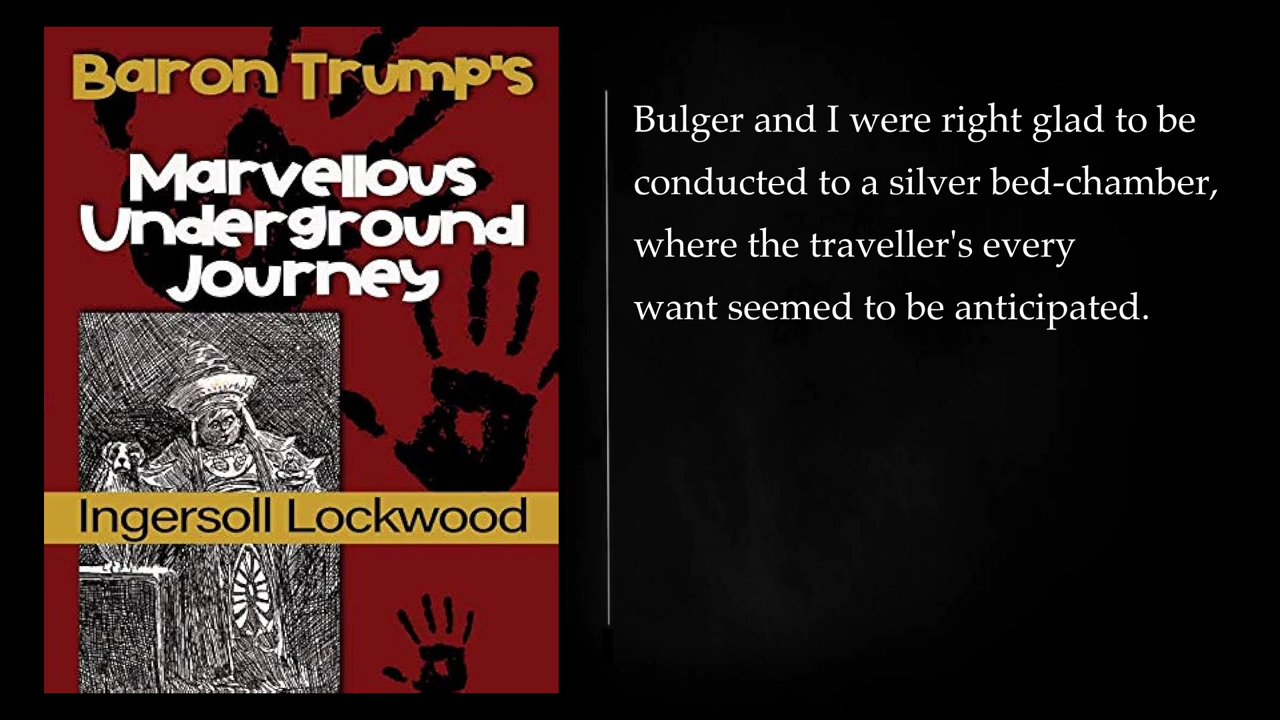 Baron Trump's
Marvellous
Underground
Journey
Ingersoll Lockwood
Bulger and I were right glad to be
conducted to a silver bed-chamber,
where the traveller's every
want seemed to be anticipated.